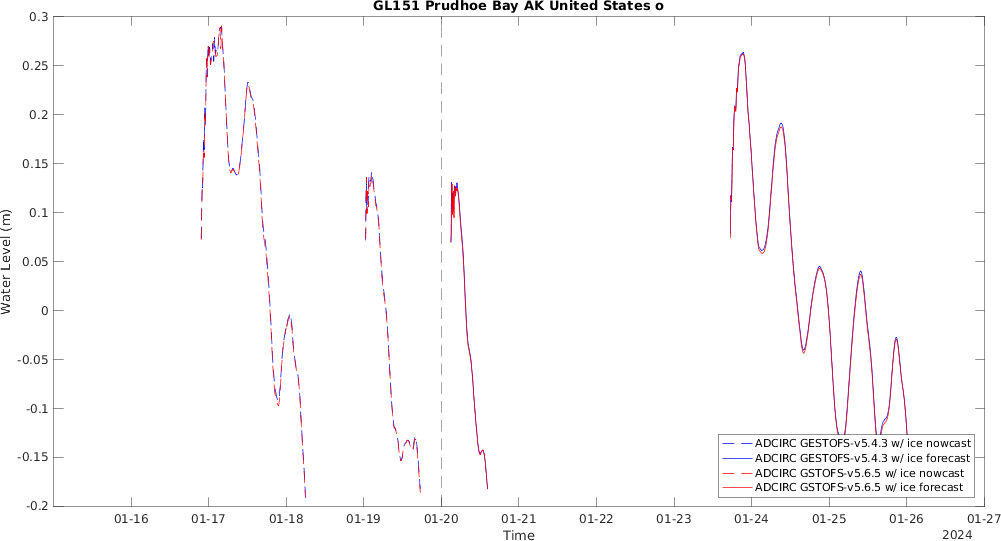 GL151 Prudhoe Bay AK United States o
0.3
0.25
0.2
0.15
0.1
0.05
0
-0.05
-0.1
-0.15
-0.2
Water Level (m)
ADCIRC GESTOFS-v5.4.3 w/ ice nowcast
ADCIRC GESTOFS-v5.4.3 w/ ice forecast
ADCIRC GSTOFS-v5.6.5 w/ ice nowcast
ADCIRC GSTOFS-v5.6.5 w/ ice forecast
01-16 01-17 01-18 01-19 01-20 01-21 01-22 01-23 01-24 01-25 01-26 01-27
Time
2024